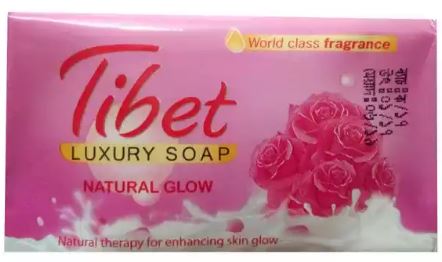 World class fragrance
Tibet
LUXURY SOAP
NATURAL GLOW
Natural therapy for enhancing skin glow